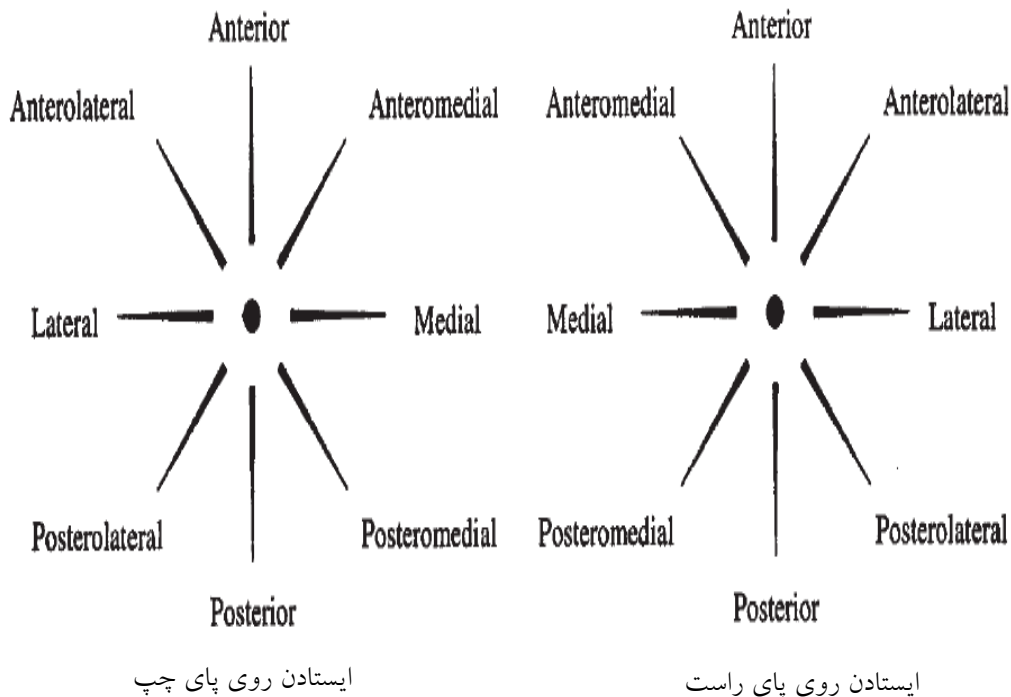 Anterior
Anterolateral
Anteromedial
Lateral
Medial
Posterolateral
Posteromedial
Posterior
ایستادن روی پای چپ
Anterior
Anteromedial
Anterolateral
Medial
Lateral
Posteromedial
Posterolateral
Posterior
ایستادن روی پای راست